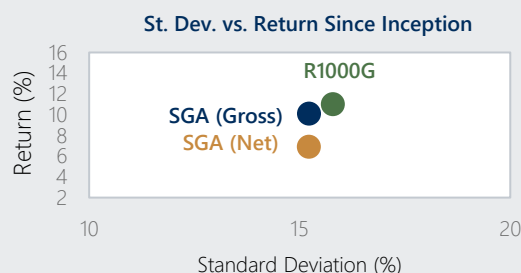 St. Dev. vs. Return Since Inception
Return (%)
16
14
12
10
8
6
4
2
R1000G
SGA (Gross)
SGA (Net)
10
15
20
Standard Deviation (%)